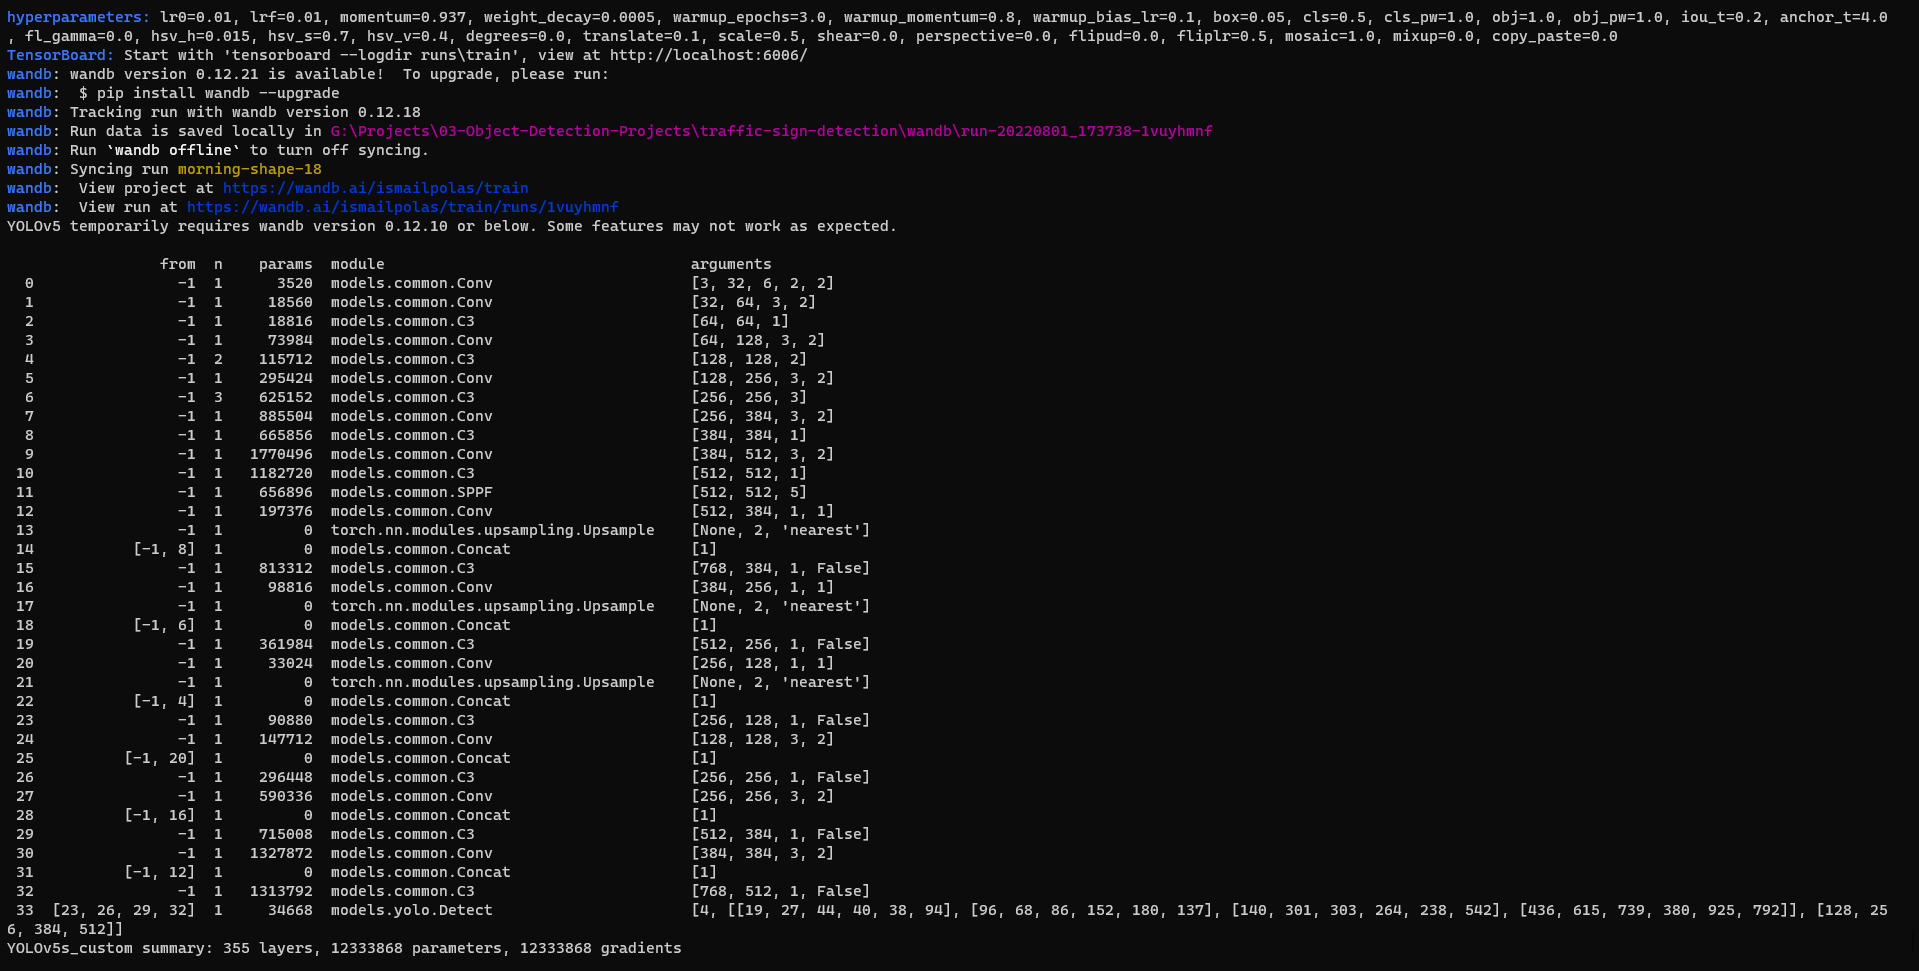 hyperparameters: lr0=0.01, lrf=0.01, momentum=0.937, weight_decay=0.0005, warmup_epochs=3.0, warmup_momentum=0.8, warmup_bias_lr=0.1, box=0.05, cls=0.5, cls_pw=1.0, obj=1.0, obj_pw=1.0, iou_t=0.2, anchor_t=4.0
, fl_gamma=0.0, hsv_h=0.015, hsv_s=0.7, hsv_v=0.4, degrees=0.0, translate=0.1, scale=0.5, shear=0.0, perspective=0.0, flipud=0.0, fliplr=0.5, mosaic=1.0, mixup=0.0, copy_paste=0.0
TensorBoard: Start with 'tensorboard --logdir runs\train', view at http://localhost:6006/
wandb: wandb version 0.12.21 is available!  To upgrade, please run:
wandb:  $ pip install wandb --upgrade
wandb: Tracking run with wandb version 0.12.18
wandb: Run data is saved locally in G:\Projects\03-Object-Detection-Projects\traffic-sign-detection\wandb\run-20220801_173738-1vuyhmnf
wandb: Run `wandb offline` to turn off syncing.
wandb: Syncing run morning-shape-18
wandb:  View project at https://wandb.ai/ismailpolas/train
wandb:  View run at https://wandb.ai/ismailpolas/train/runs/1vuyhmnf
YOLOv5 temporarily requires wandb version 0.12.10 or below. Some features may not work as expected.
from  n    params  module                                  arguments
0                -1  1      3520  models.common.Conv                      [3, 32, 6, 2, 2]
1                -1  1     18560  models.common.Conv                      [32, 64, 3, 2]
2                -1  1     18816  models.common.C3                        [64, 64, 1]
3                -1  1     73984  models.common.Conv                      [64, 128, 3, 2]
4                -1  2    115712  models.common.C3                        [128, 128, 2]
5                -1  1    295424  models.common.Conv                      [128, 256, 3, 2]
6                -1  3    625152  models.common.C3                        [256, 256, 3]
7                -1  1    885504  models.common.Conv                      [256, 384, 3, 2]
8                -1  1    665856  models.common.C3                        [384, 384, 1]
9                -1  1   1770496  models.common.Conv                      [384, 512, 3, 2]
10                -1  1   1182720  models.common.C3                        [512, 512, 1]
11                -1  1    656896  models.common.SPPF                      [512, 512, 5]
12                -1  1    197376  models.common.Conv                      [512, 384, 1, 1]
13                -1  1         0  torch.nn.modules.upsampling.Upsample    [None, 2, 'nearest']
14           [-1, 8]  1         0  models.common.Concat                    [1]
15                -1  1    813312  models.common.C3                        [768, 384, 1, False]
16                -1  1     98816  models.common.Conv                      [384, 256, 1, 1]
17                -1  1         0  torch.nn.modules.upsampling.Upsample    [None, 2, 'nearest']
18           [-1, 6]  1         0  models.common.Concat                    [1]
19                -1  1    361984  models.common.C3                        [512, 256, 1, False]
20                -1  1     33024  models.common.Conv                      [256, 128, 1, 1]
21                -1  1         0  torch.nn.modules.upsampling.Upsample    [None, 2, 'nearest']
22           [-1, 4]  1         0  models.common.Concat                    [1]
23                -1  1     90880  models.common.C3                        [256, 128, 1, False]
24                -1  1    147712  models.common.Conv                      [128, 128, 3, 2]
25          [-1, 20]  1         0  models.common.Concat                    [1]
26                -1  1    296448  models.common.C3                        [256, 256, 1, False]
27                -1  1    590336  models.common.Conv                      [256, 256, 3, 2]
28          [-1, 16]  1         0  models.common.Concat                    [1]
29                -1  1    715008  models.common.C3                        [512, 384, 1, False]
30                -1  1   1327872  models.common.Conv                      [384, 384, 3, 2]
31          [-1, 12]  1         0  models.common.Concat                    [1]
32                -1  1   1313792  models.common.C3                        [768, 512, 1, False]
33  [23, 26, 29, 32]  1     34668  models.yolo.Detect                      [4, [[19, 27, 44, 40, 38, 94], [96, 68, 86, 152, 180, 137], [140, 301, 303, 264, 238, 542], [436, 615, 739, 380, 925, 792]], [128, 25
6, 384, 512]]
YOLOv5s_custom summary: 355 layers, 12333868 parameters, 12333868 gradients